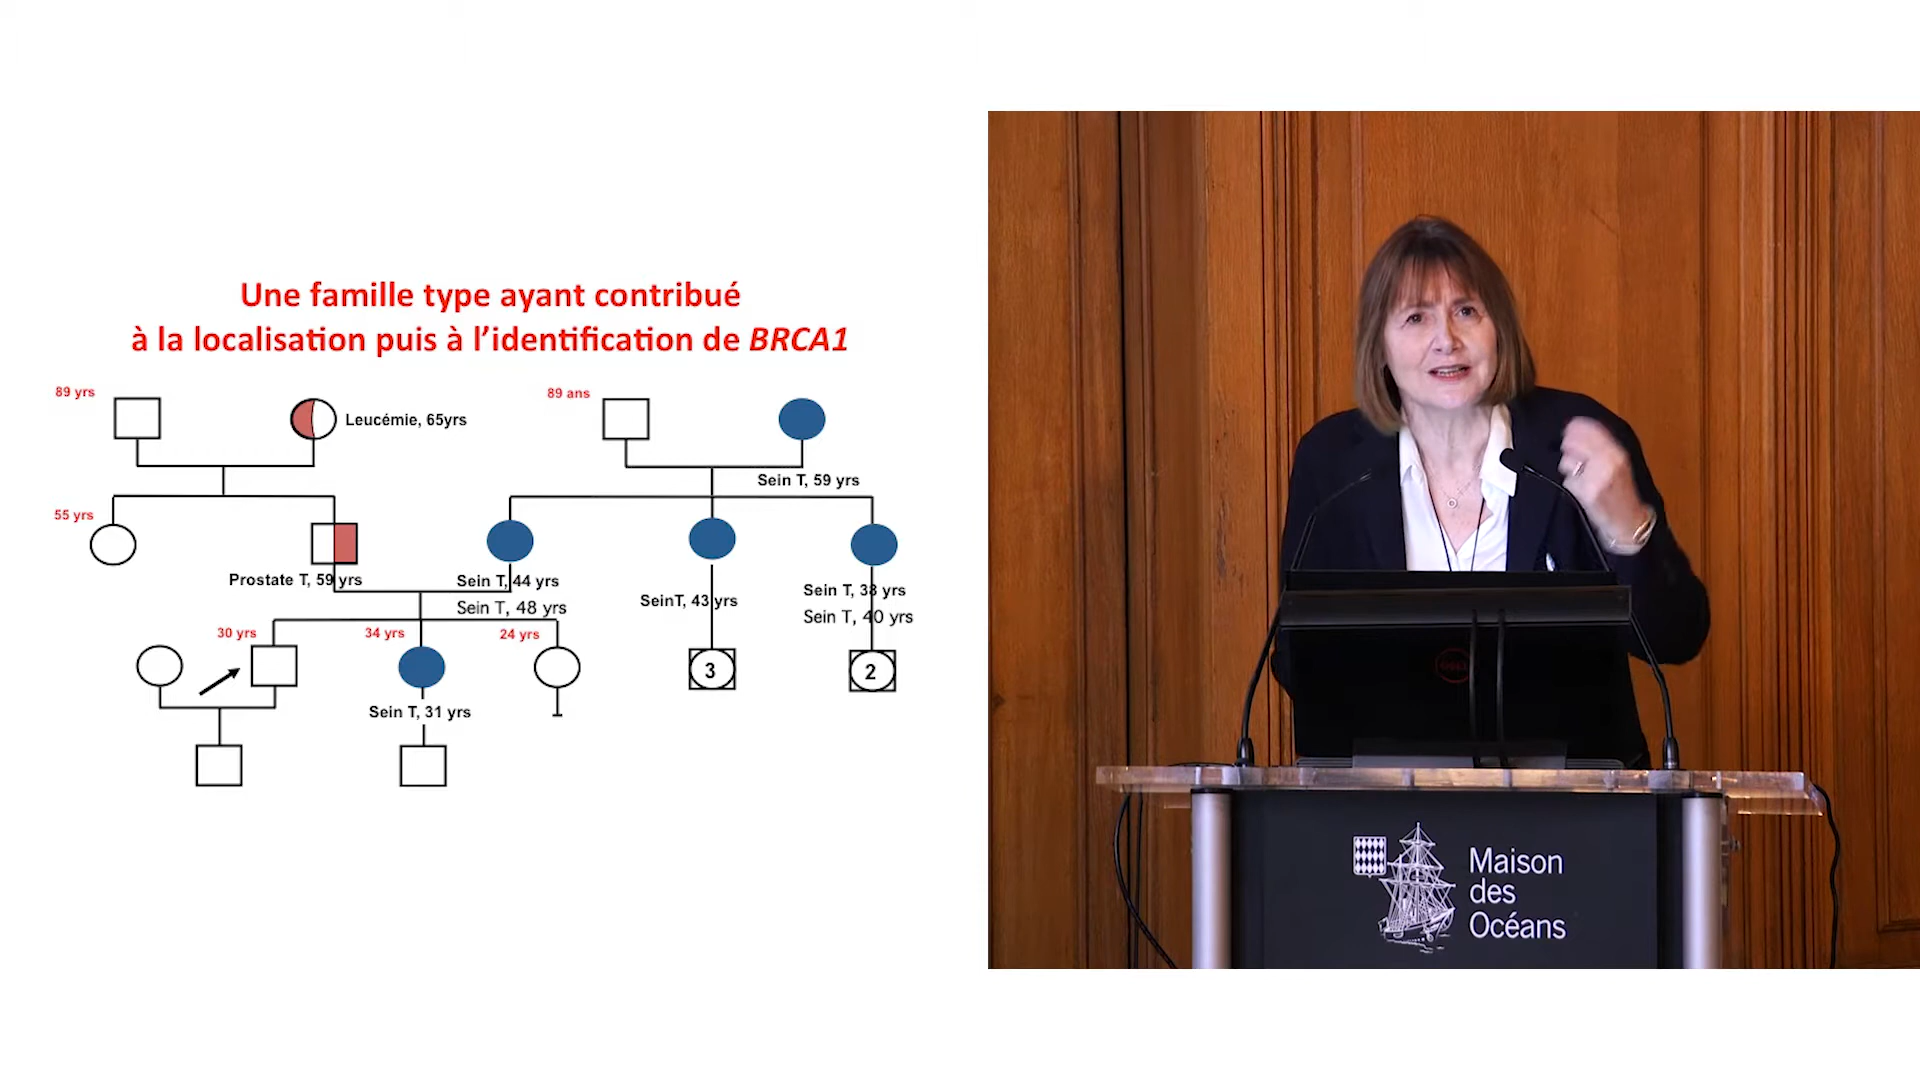 Une famille type ayant contribué
à la localisation puis à l’identification de BRCA1
89 yrs
Leucémie, 65yrs
89 ans
Sein T, 59 yrs
55 yrs
Prostate T, 59 yrs
Sein T, 44 yrs
Sein T, 48 yrs
SeinT, 43 yrs
Sein T, 38 yrs
Sein T, 40 yrs
30 yrs
34 yrs
24 yrs
3
2
Sein T, 31 yrs
Maison
des
Océans
DELL